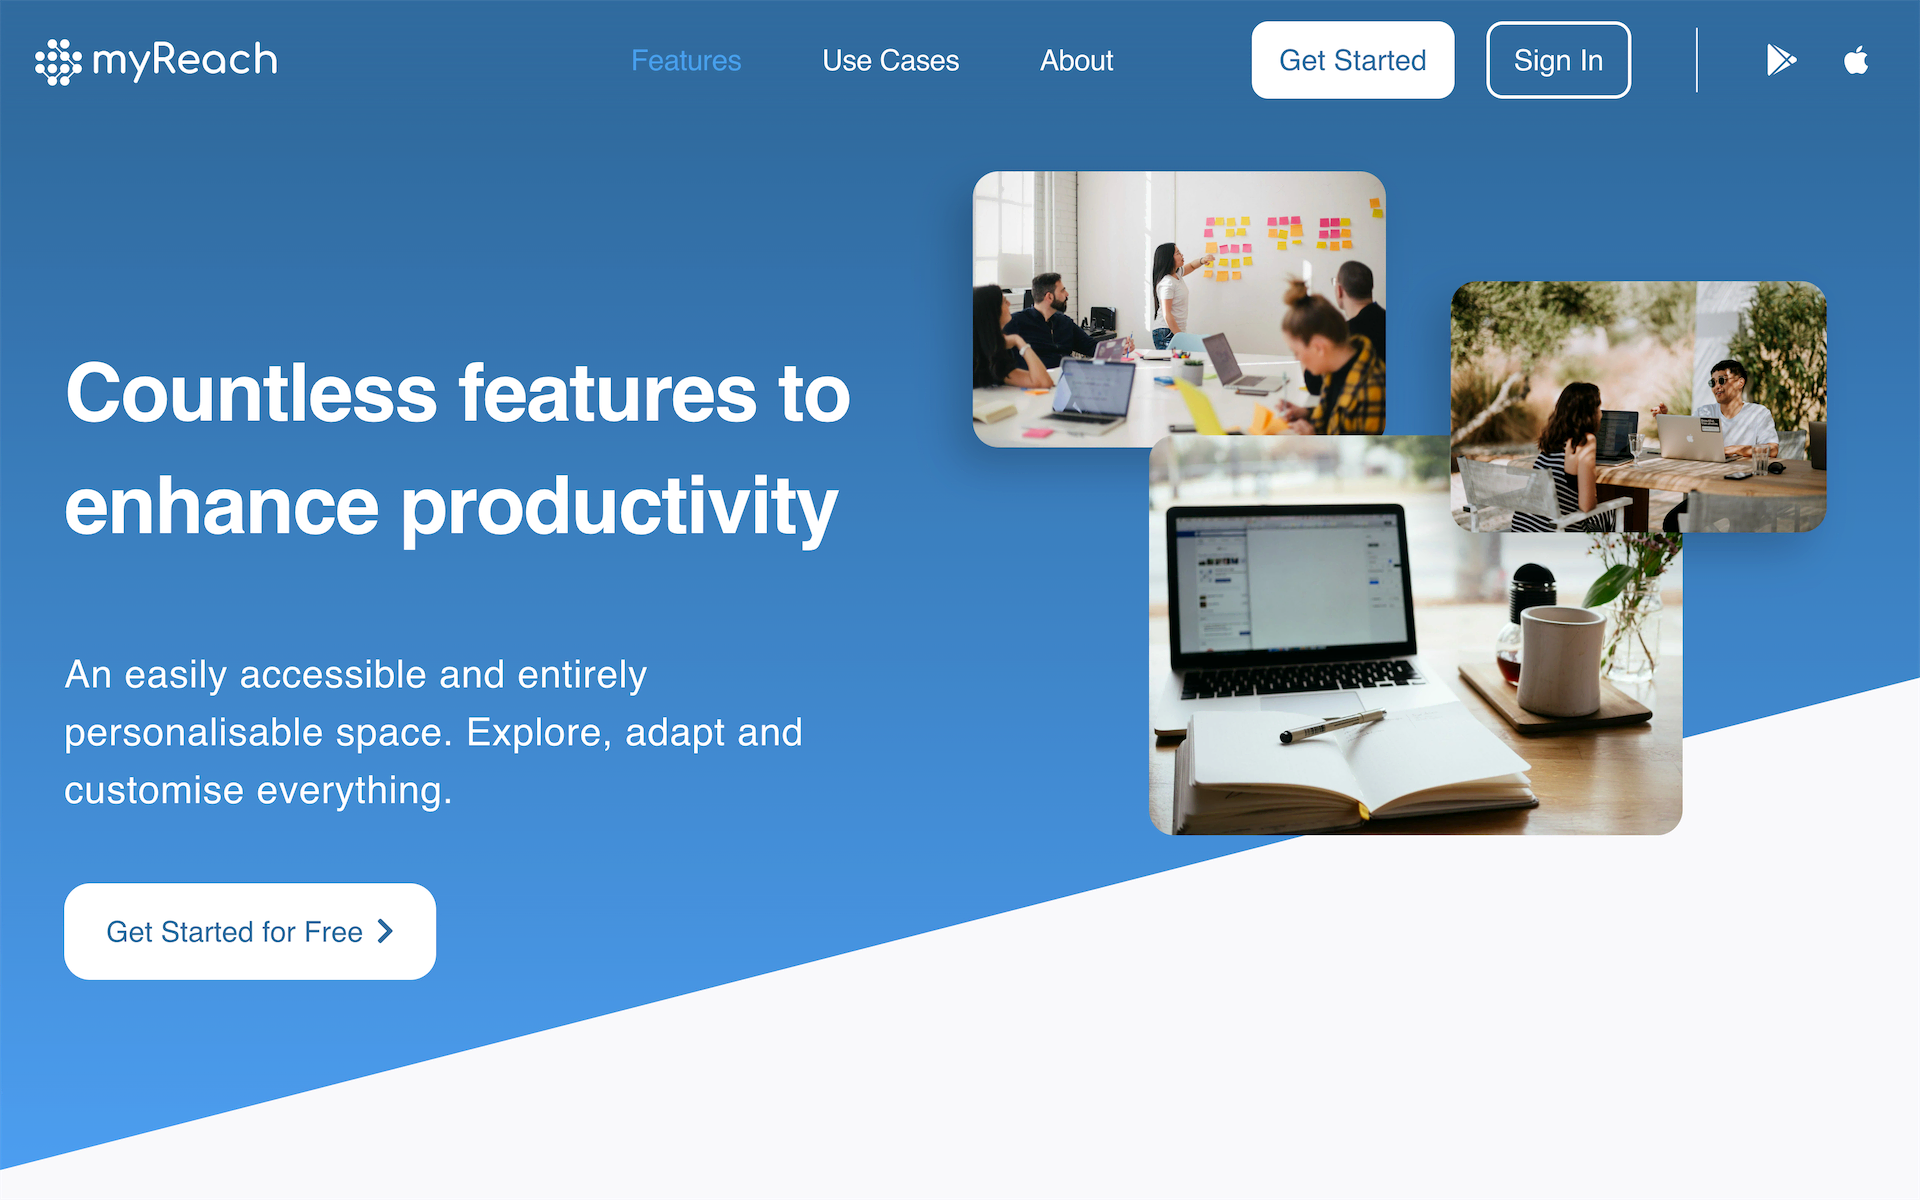 myReach
Features
Use Cases
About
Get Started
Sign In
Countless features to
enhance productivity
An easily accessible and entirely
personalisable space. Explore, adapt and
customise everything.
Get Started for Free